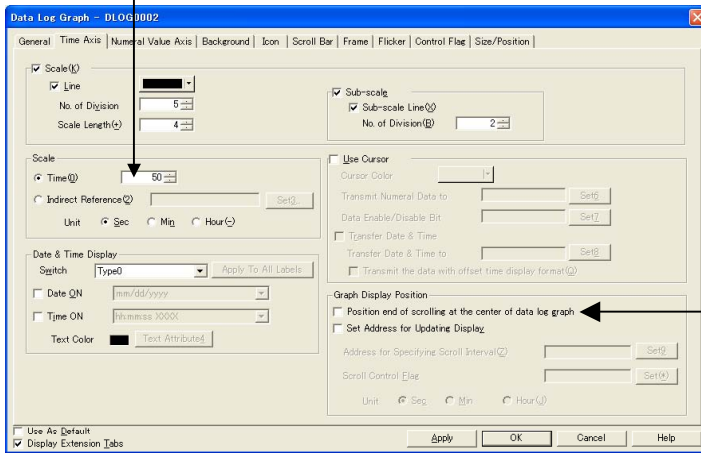 Data Log Graph - DLOG0002
General Time Axis Numeral Value Axis Background Icon Scroll Bar Frame Flicker Control Flag Size/Position
Scale(K)
Line
No. of Division 5
Scale Length(+) 4
Sub-scale
Sub-scale Line(X)
No. of Division(B) 2
Scale
Time(0) 50
Indirect Reference(2) Set3..
Unit Sec Min Hour(-)
Use Cursor
Cursor Color
Transmit Numeral Data to Set6
Data Enable/Disable Bit Set7
Transfer Date & Time
Transfer Date & Time to Set8
Transmit the data with offset time display format(Q)
Date & Time Display
Switch Type0 Apply To All Labels
Date ON mm/dd/yyyy
Time ON hh:mm:ss XXXX
Text Color Text Attribute4
Graph Display Position
Position end of scrolling at the center of data log graph
Set Address for Updating Display
Address for Specifying Scroll Interval(Z) Set9
Scroll Control Flag Set(*)
Unit Sec Min Hour(J)
Use As Default
Display Extension Tabs
Apply OK Cancel Help